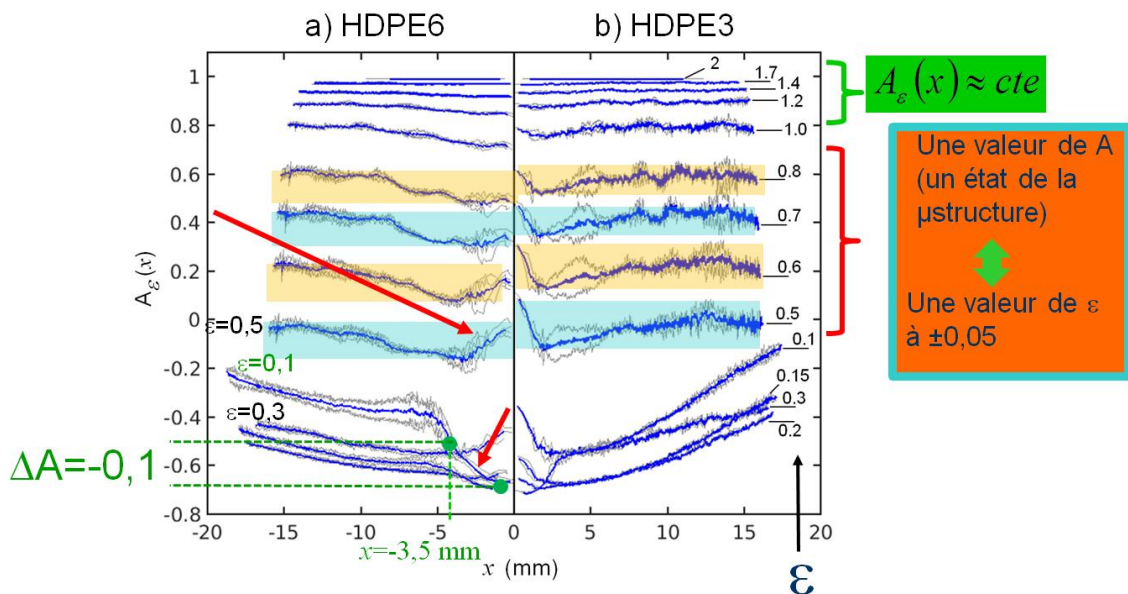 a) HDPE6
b) HDPE3
1
0.8
0.6
0.4
0.2
0
-0.2
-0.4
-0.6
-0.8
Aε(x)
2
1.7
1.4
1.2
1.0
0.8
0.7
0.6
0.5
0.1
0.15
0.3
0.2
ε=0,5
ε=0,1
ε=0,3
ΔA=-0,1
-20
-15
-10
-5
0
5
10
15
20
x=-3,5 mm
x (mm)
ε
Aε(x)≈cte
Une valeur de A
(un état de la
µstructure)
Une valeur de ε
à ±0,05